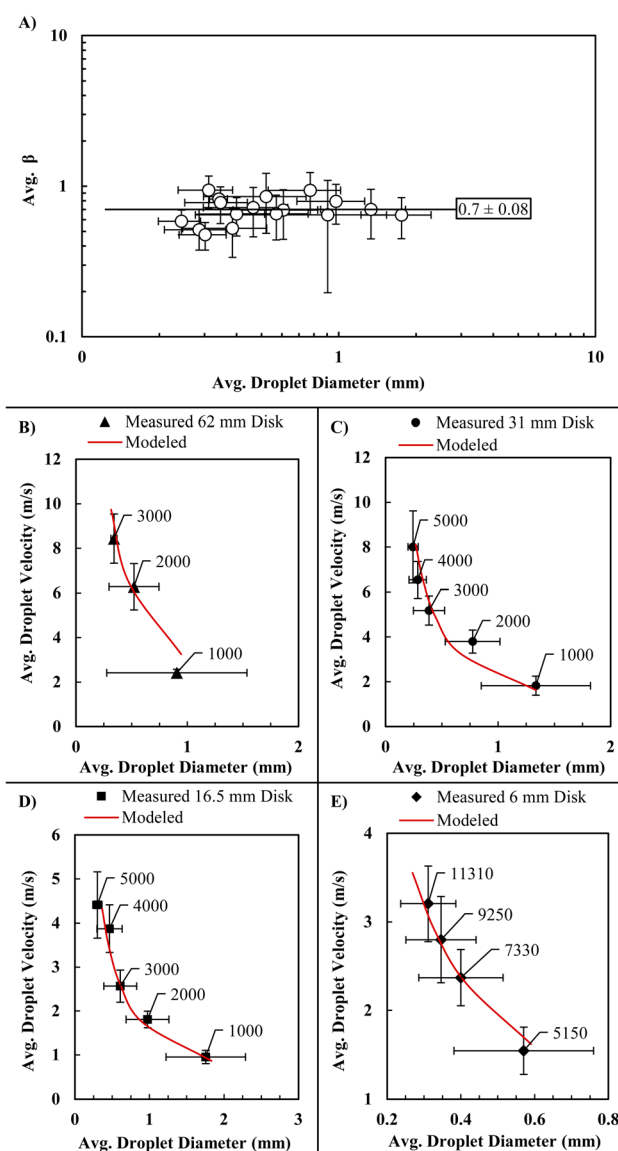 A)
10
1
0.1
Avg. β
0.7 ± 0.08
0
1
10
Avg. Droplet Diameter (mm)
B)
Measured 62 mm Disk
Modeled
Avg. Droplet Velocity (m/s)
12
10
8
6
4
2
0
3000
2000
1000
0
1
2
Avg. Droplet Diameter (mm)
C)
Measured 31 mm Disk
Modeled
Avg. Droplet Velocity (m/s)
12
10
8
6
4
2
0
5000
4000
3000
2000
1000
0
1
2
Avg. Droplet Diameter (mm)
D)
Measured 16.5 mm Disk
Modeled
Avg. Droplet Velocity (m/s)
6
5
4
3
2
1
0
5000
4000
3000
2000
1000
0
1
2
3
Avg. Droplet Diameter (mm)
E)
Measured 6 mm Disk
Modeled
Avg. Droplet Velocity (m/s)
4
3
2
1
11310
9250
7330
5150
0.2
0.4
0.6
0.8
Avg. Droplet Diameter (mm)